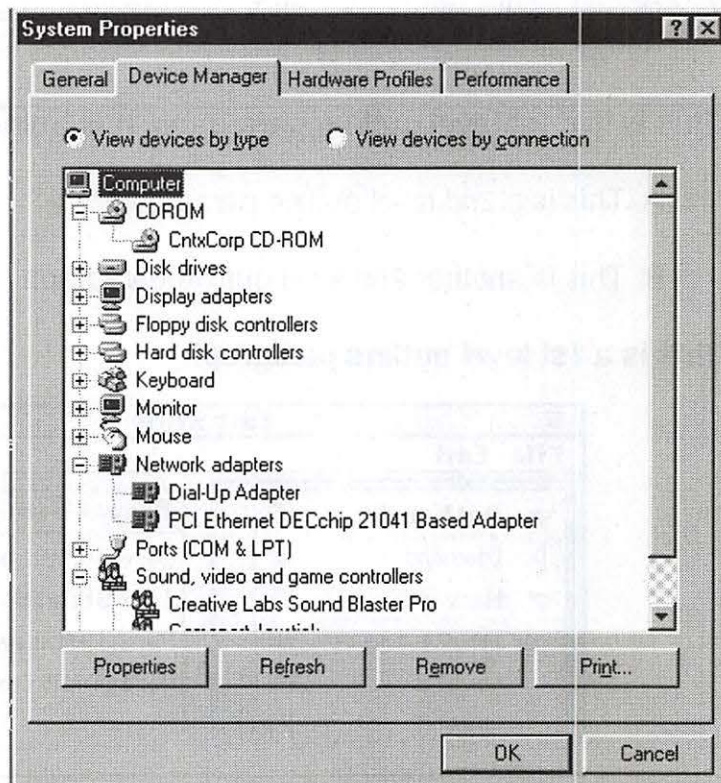 System Properties
General Device Manager Hardware Profiles Performance
View devices by type View devices by connection
Computer
CDROM
CntxCorp CD-ROM
Disk drives
Display adapters
Floppy disk controllers
Hard disk controllers
Keyboard
Monitor
Mouse
Network adapters
Dial-Up Adapter
PCI Ethernet DECchip 21041 Based Adapter
Ports (COM & LPT)
Sound, video and game controllers
Creative Labs Sound Blaster Pro
Properties Refresh Remove Print...
OK Cancel